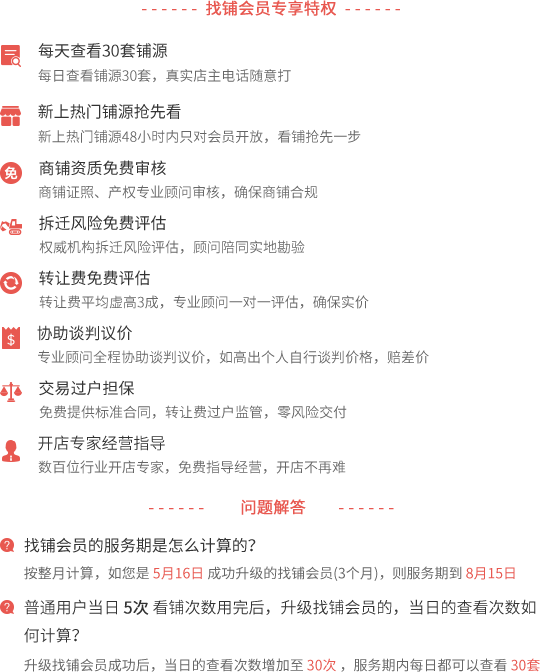 找铺会员专享特权
每天查看30套铺源
每日查看铺源30套，真实店主电话随意打
新上热门铺源抢先看
新上热门铺源48小时内只对会员开放，看铺抢先一步
免
商铺资质免费审核
商铺证照、产权专业顾问审核，确保商铺合规
拆迁风险免费评估
权威机构拆迁风险评估，顾问陪同实地勘验
转让费免费评估
转让费平均虚高3成，专业顾问一对一评估，确保实价
$
协助谈判议价
专业顾问全程协助谈判议价，如高出个人自行谈判价格，赔差价
交易过户担保
免费提供标准合同，转让费过户监管，零风险交付
开店专家经营指导
数百位行业开店专家，免费指导经营，开店不再难
问题解答
? 找铺会员的服务期是怎么计算的？
按整月计算，如您是 5月16日 成功升级的找铺会员(3个月)，则服务期到 8月15日
? 普通用户当日 5次 看铺次数用完后，升级找铺会员的，当日的查看次数如
何计算？
升级找铺会员成功后，当日的查看次数增加至 30次 ，服务期内每日都可以查看 30套